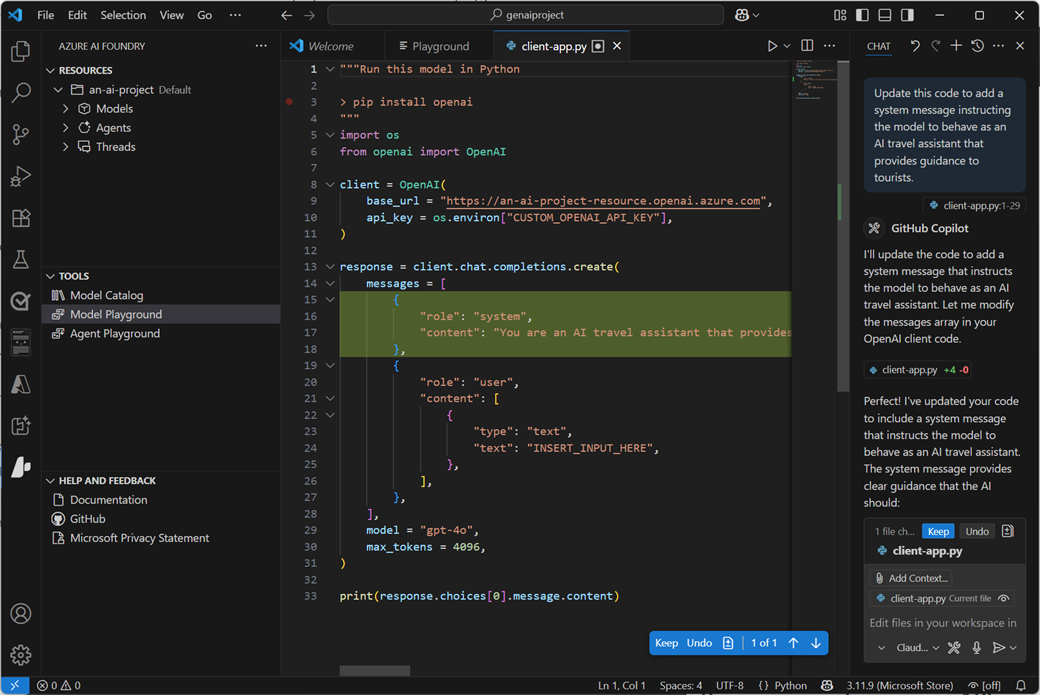 File Edit Selection View Go ···
genaiproject
AZURE AI FOUNDRY ···
RESOURCES
an-ai-project Default
Models
Agents
Threads
TOOLS
Model Catalog
Model Playground
Agent Playground
HELP AND FEEDBACK
Documentation
GitHub
Microsoft Privacy Statement
Welcome
Playground
client-app.py
1 """Run this model in Python
2
3 > pip install openai
4 """
5 import os
6 from openai import OpenAI
7
8 client = OpenAI(
9 base_url = "https://an-ai-project-resource.openai.azure.com",
10 api_key = os.environ["CUSTOM_OPENAI_API_KEY"],
11 )
12
13 response = client.chat.completions.create(
14 messages = [
15 {
16 "role": "system",
17 "content": "You are an AI travel assistant that provides
18 },
19 {
20 "role": "user",
21 "content": [
22 {
23 "type": "text",
24 "text": "INSERT_INPUT_HERE",
25 },
26 ],
27 },
28 ],
29 model = "gpt-4o",
30 max_tokens = 4096,
31 )
32
33 print(response.choices[0].message.content)
Keep Undo 1 of 1
CHAT
Update this code to add a
system message instructing
the model to behave as an
AI travel assistant that
provides guidance to
tourists.
client-app.py:1-29
GitHub Copilot
I'll update the code to add a
system message that instructs
the model to behave as an AI
travel assistant. Let me modify
the messages array in your
OpenAI client code.
client-app.py +4 -0
Perfect! I've updated your code
to include a system message
that instructs the model to
behave as an AI travel assistant.
The system message provides
clear guidance that the AI
should:
1 file ch... Keep Undo
client-app.py
Add Context...
client-app.py Current file
Edit files in your workspace in
Claud...
0 0
Ln 1, Col 1 Spaces: 4 UTF-8 {} Python 3.11.9 (Microsoft Store) [off]